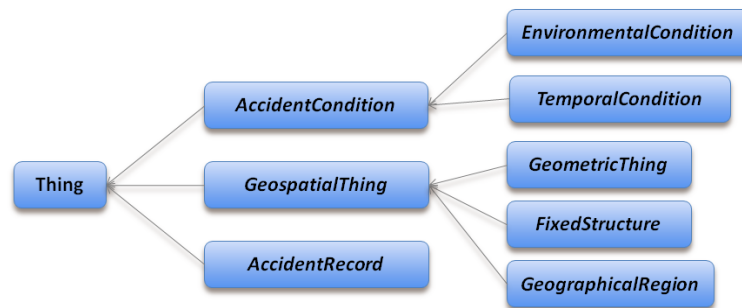 EnvironmentalCondition
AccidentCondition
TemporalCondition
GeometricThing
Thing
GeospatialThing
FixedStructure
AccidentRecord
GeographicalRegion